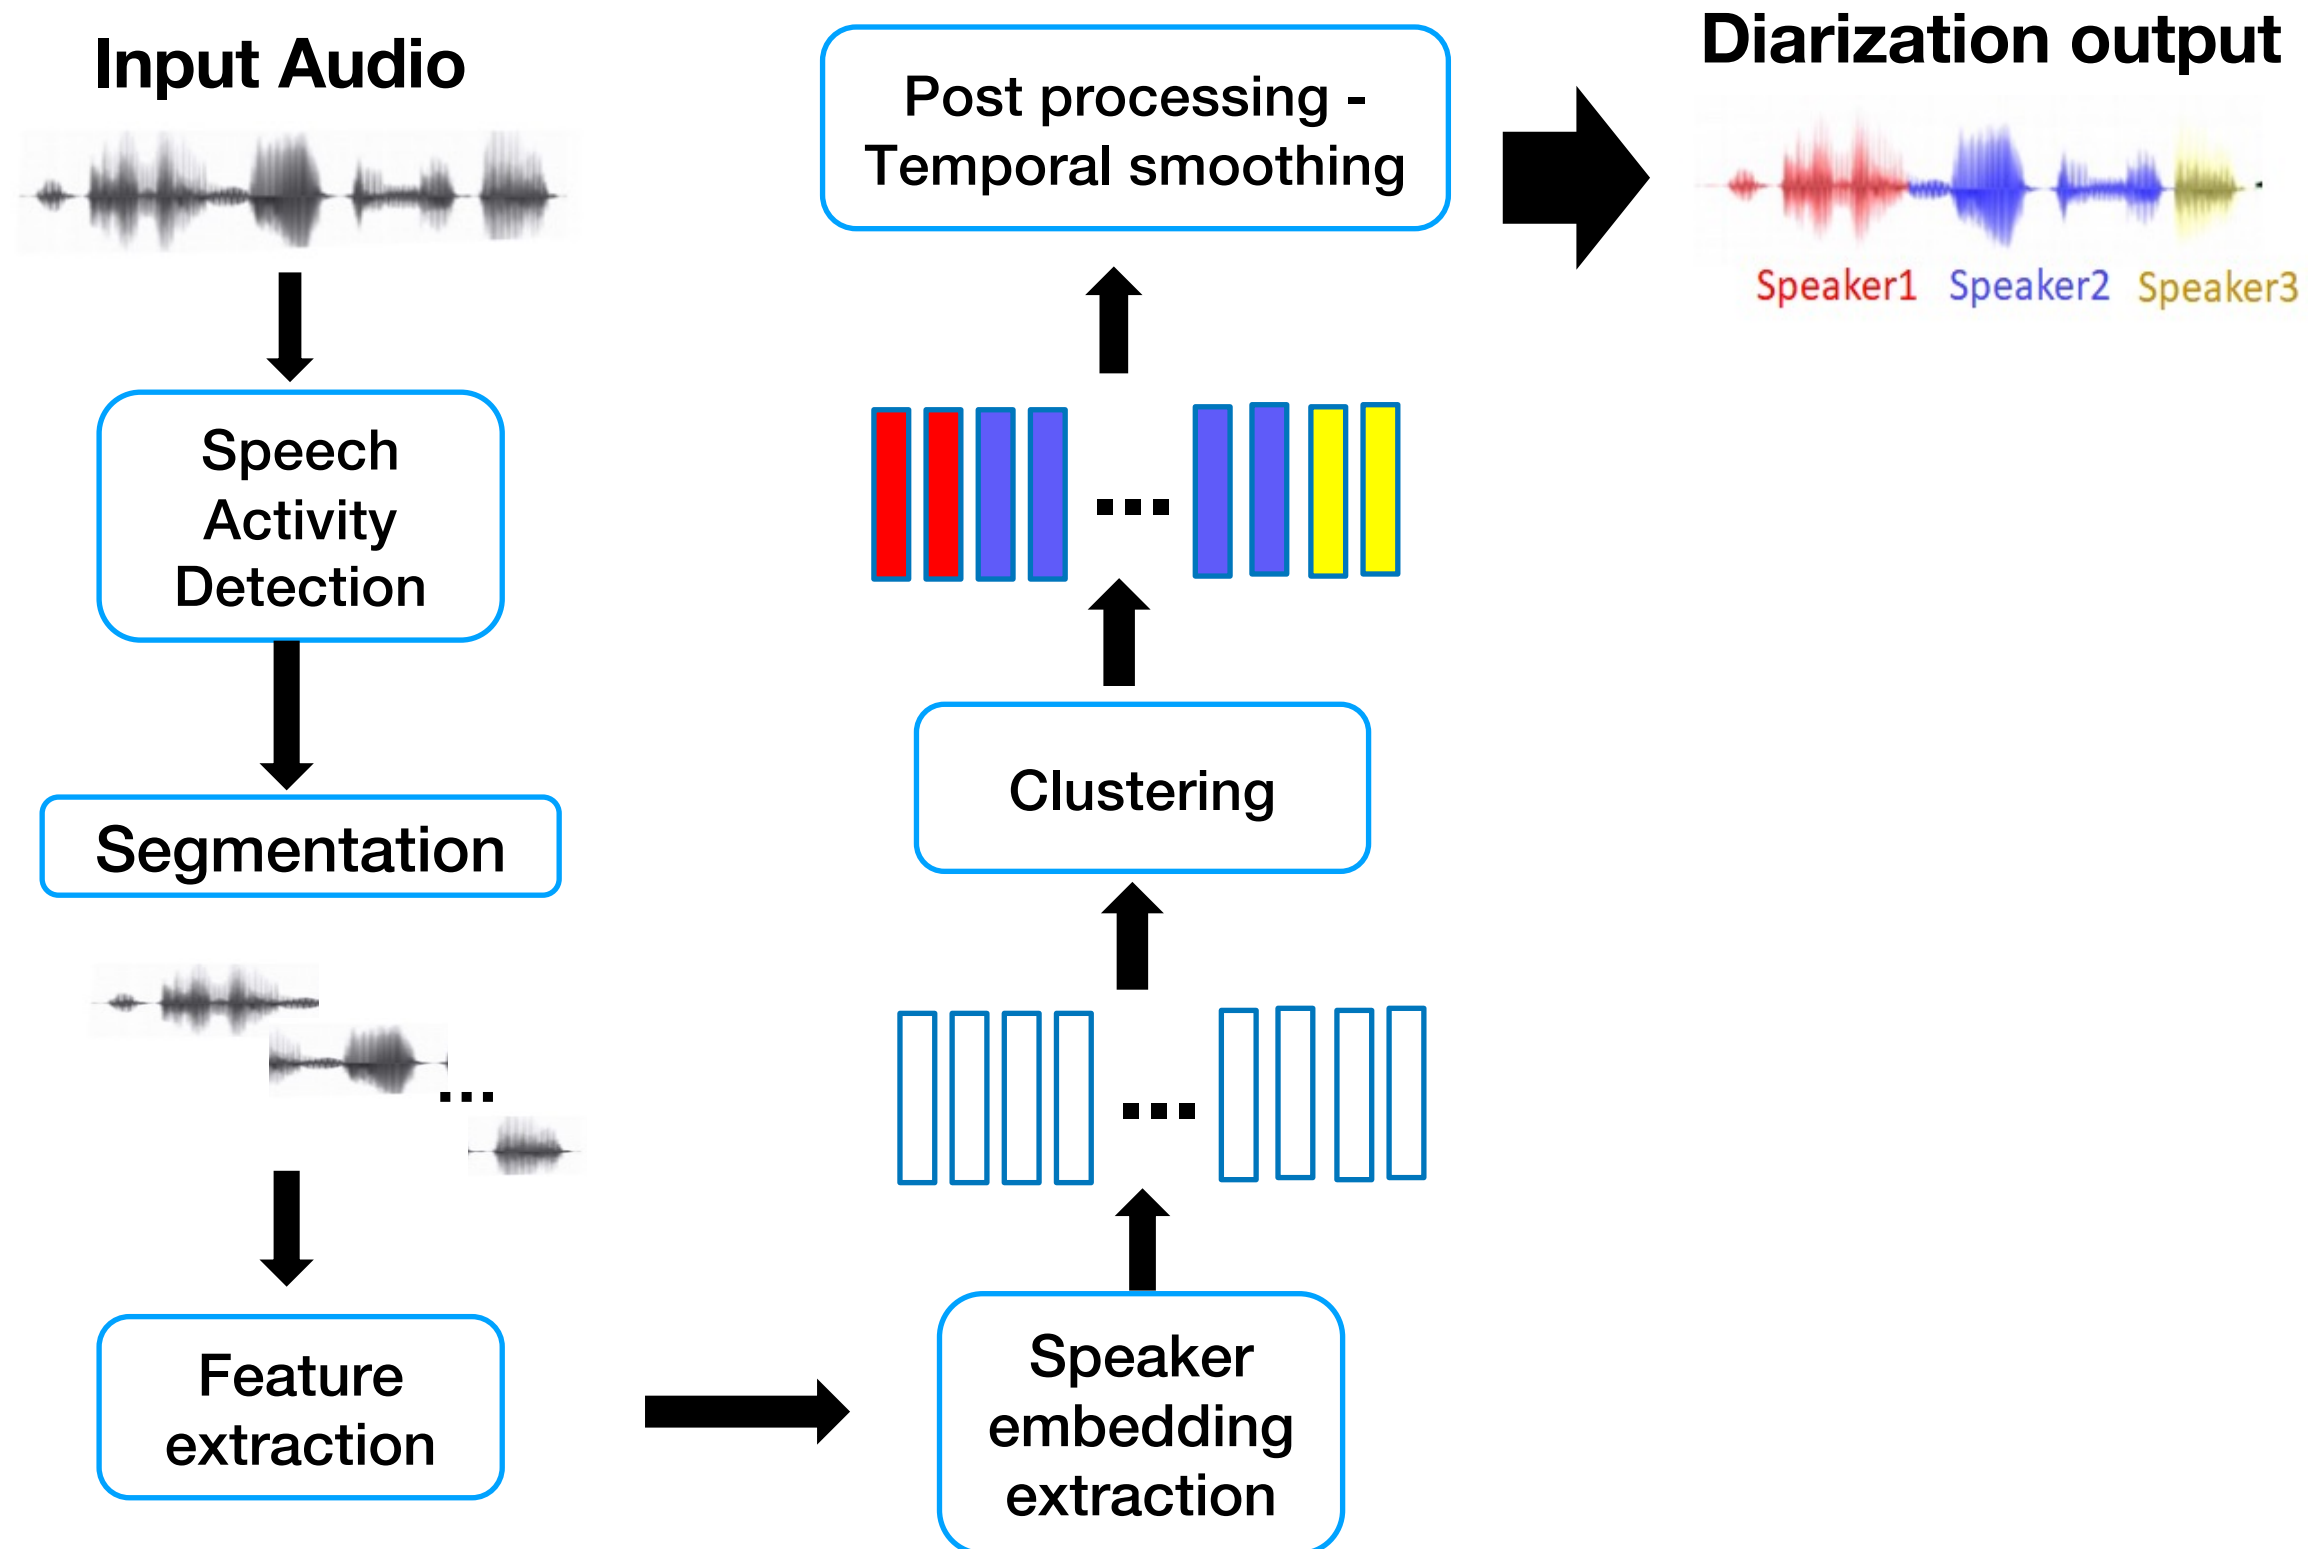 Input Audio
Speech
Activity
Detection
Segmentation
...
Feature
extraction
Speaker
embedding
extraction
...
Clustering
...
Post processing -
Temporal smoothing
Diarization output
Speaker1 Speaker2 Speaker3